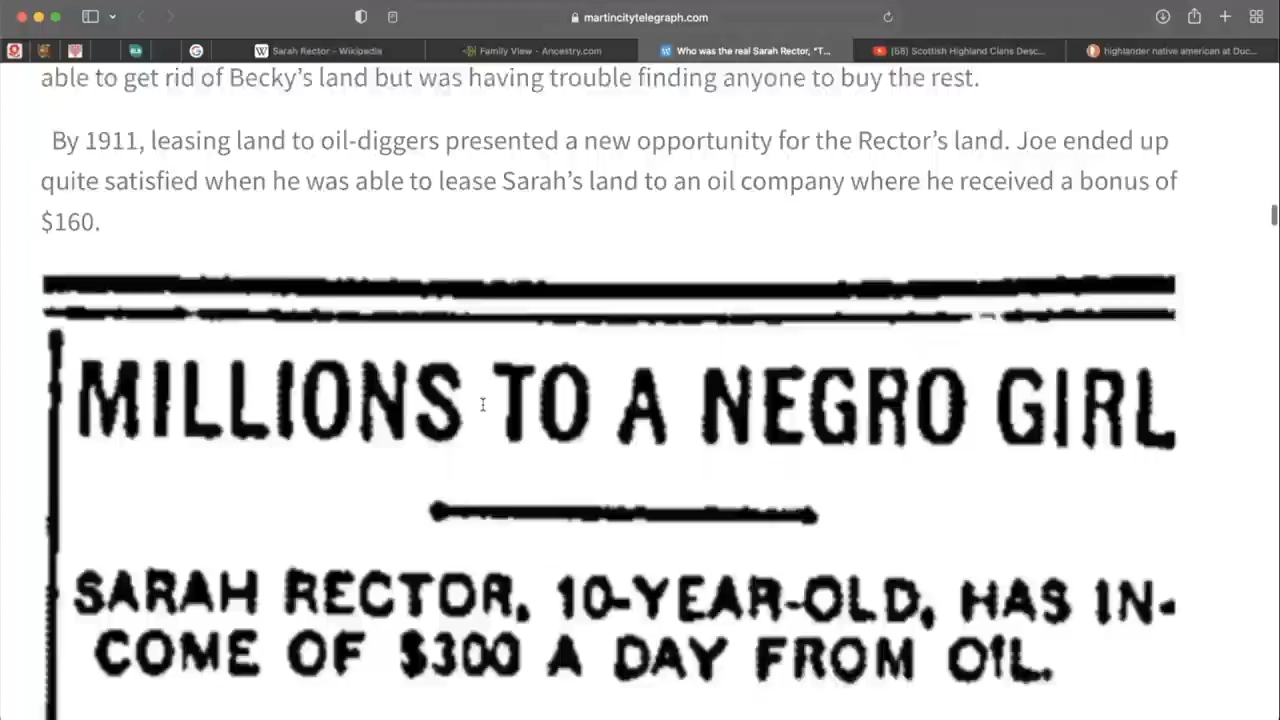 martincitytelegraph.com
Sarah Rector - Wikipedia
Family View - Ancestry.com
Who was the real Sarah Rector, "T...
(58) Scottish Highland Clans Desc...
highlander native american at Duc...
able to get rid of Becky’s land but was having trouble finding anyone to buy the rest.
By 1911, leasing land to oil-diggers presented a new opportunity for the Rector’s land. Joe ended up
quite satisfied when he was able to lease Sarah’s land to an oil company where he received a bonus of
$160.
MILLIONS TO A NEGRO GIRL
SARAH RECTOR, 10-YEAR-OLD, HAS IN-
COME OF $300 A DAY FROM OIL.